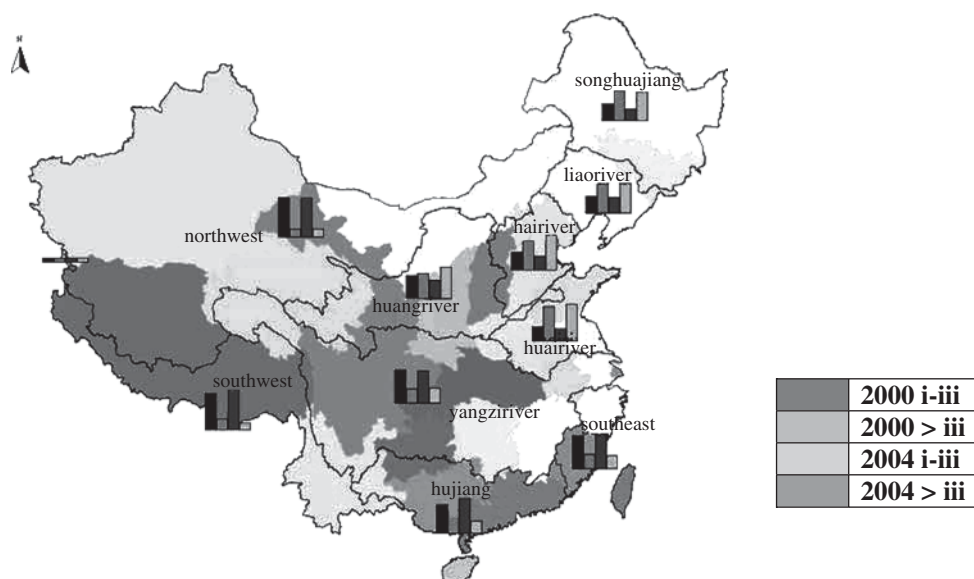 N
songhuajiang
liaoriver
hairiver
northwest
huangriver
huairiver
southwest
yangziriver
southeast
hujiang
2000 i-iii
2000 > iii
2004 i-iii
2004 > iii